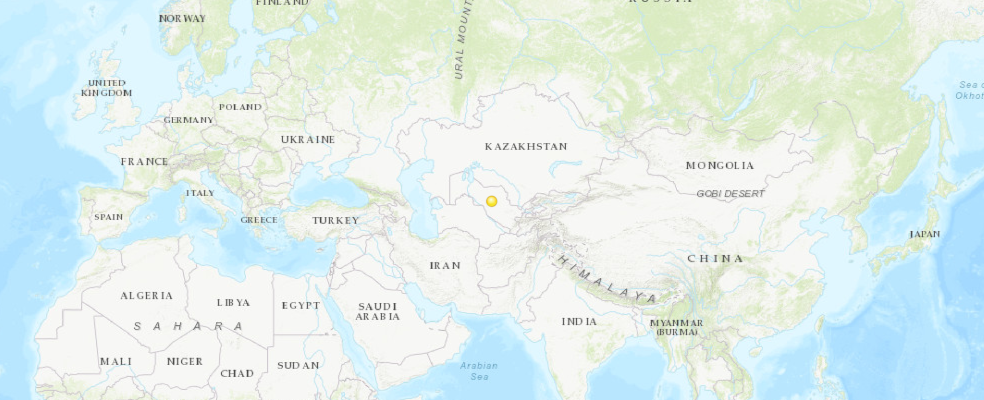 FINLAND
RUSSIA
NORWAY
URAL MOUNT
UNITED
KINGDOM
POLAND
GERMANY
UKRAINE
FRANCE
KAZAKHSTAN
MONGOLIA
GOBI DESERT
ITALY
SPAIN
GREECE
TURKEY
JAPAN
IRAN
CHINA
HIMALAYA
ALGERIA
LIBYA
EGYPT
SAUDI
ARABIA
SAHARA
INDIA
MYANMAR
(BURMA)
MALI
NIGER
CHAD
SUDAN
Arabian
Sea
Sea o
Okhot